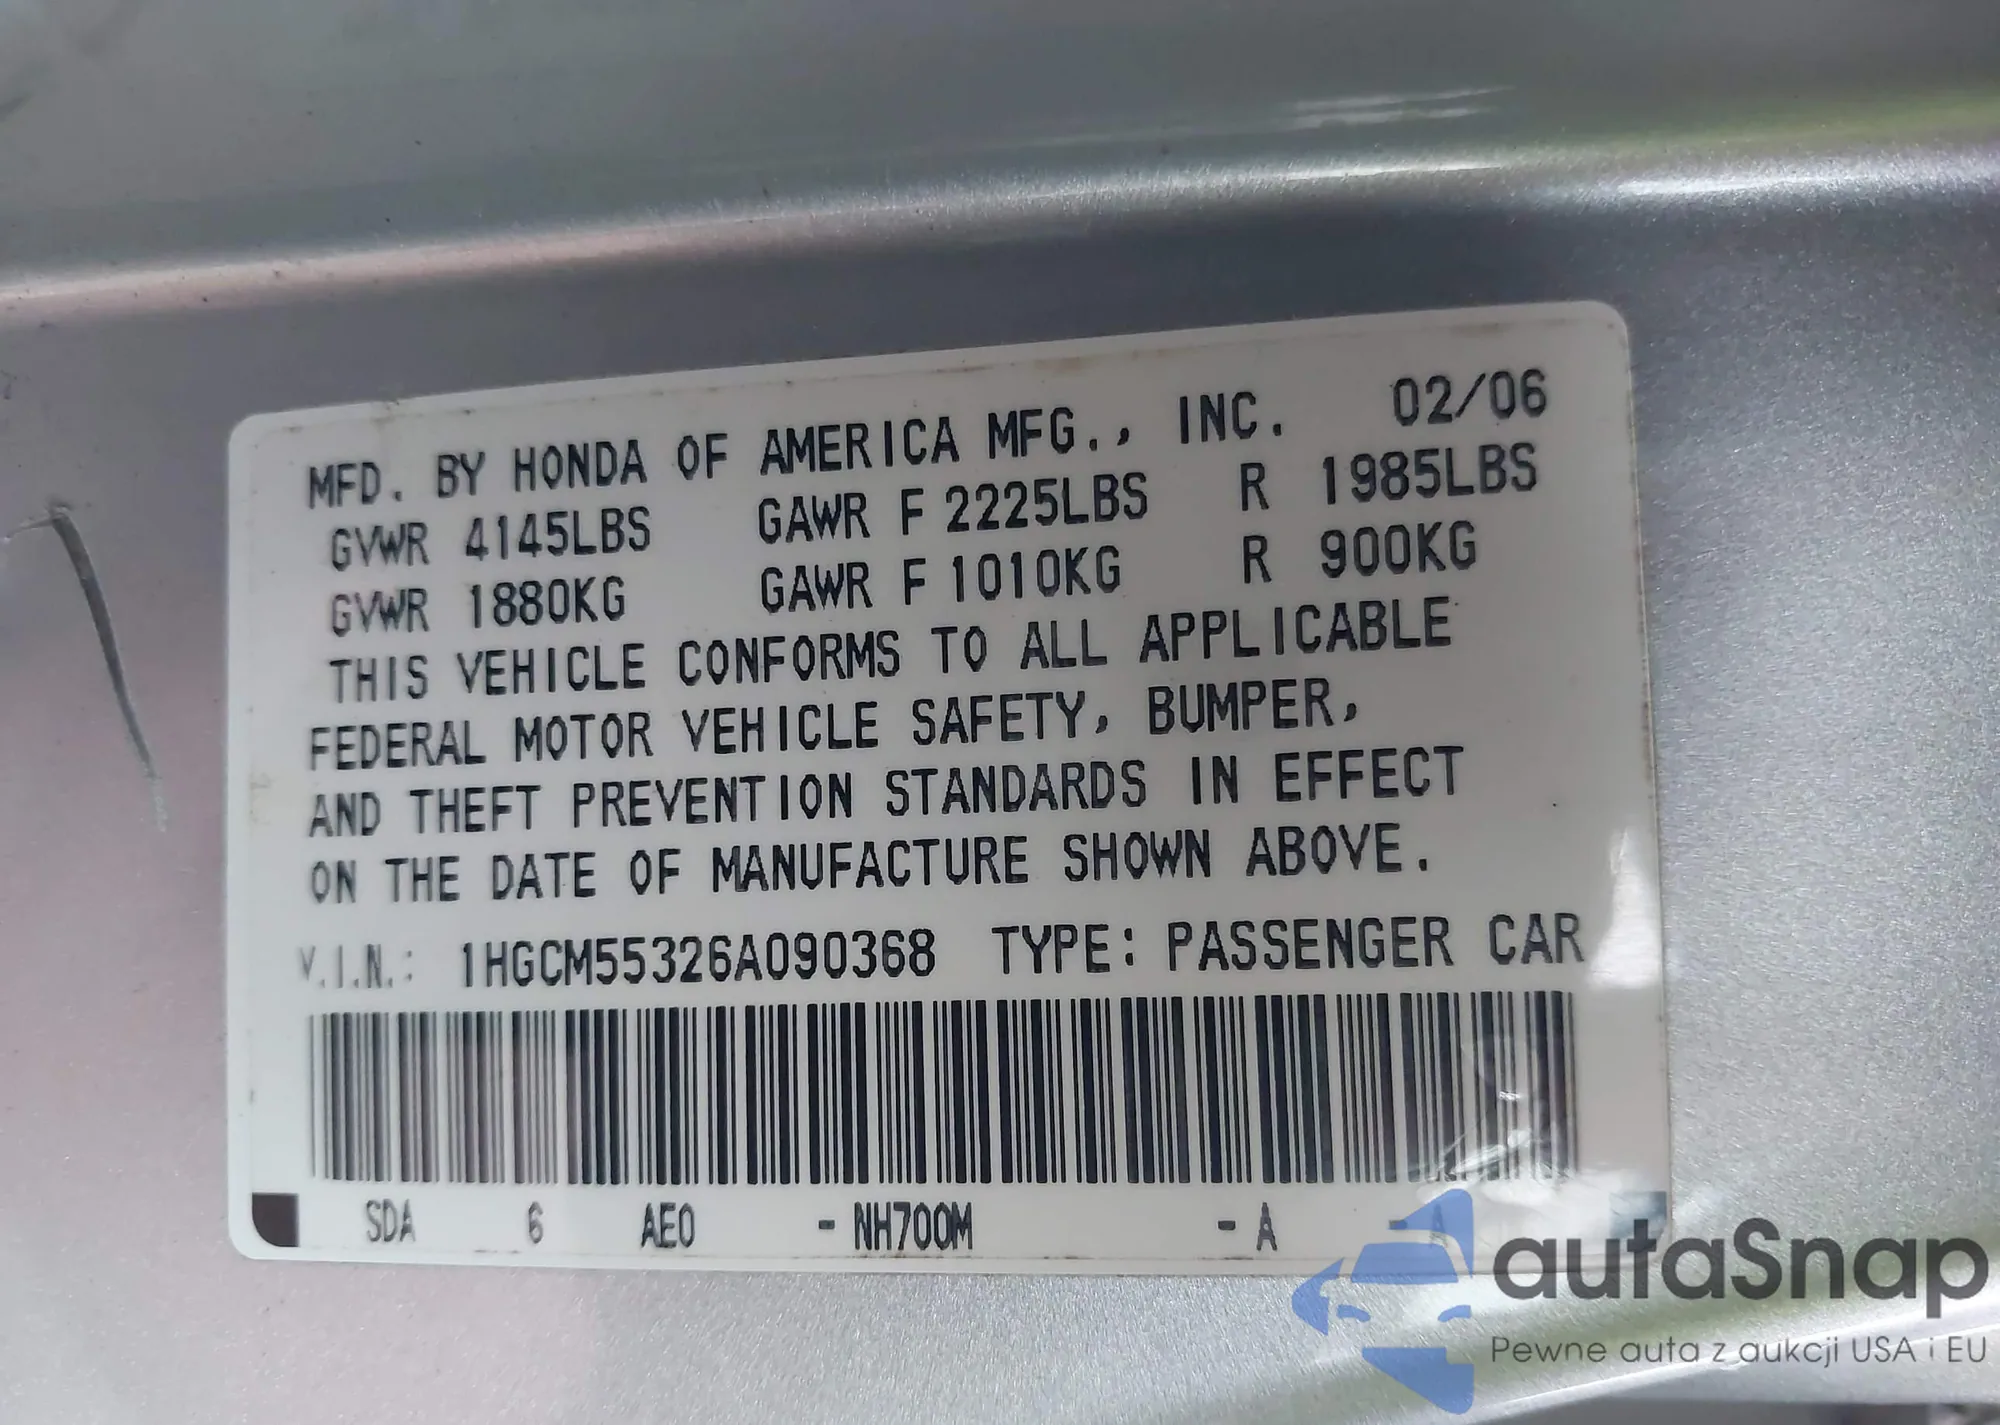 MFD. BY HONDA OF AMERICA MFG., INC. 02/06
GVWR 4145LBS GAWR F 2225LBS R 1985LBS
GVWR 1880KG GAWR F 1010KG R 900KG
THIS VEHICLE CONFORMS TO ALL APPLICABLE
FEDERAL MOTOR VEHICLE SAFETY, BUMPER,
AND THEFT PREVENTION STANDARDS IN EFFECT
ON THE DATE OF MANUFACTURE SHOWN ABOVE.
V.I.N.: 1HGCM55326A090368 TYPE: PASSENGER CAR
SDA 6 AE0 - NH700M - A - A
autaSnap
Pewne auta z aukcji USA i EU